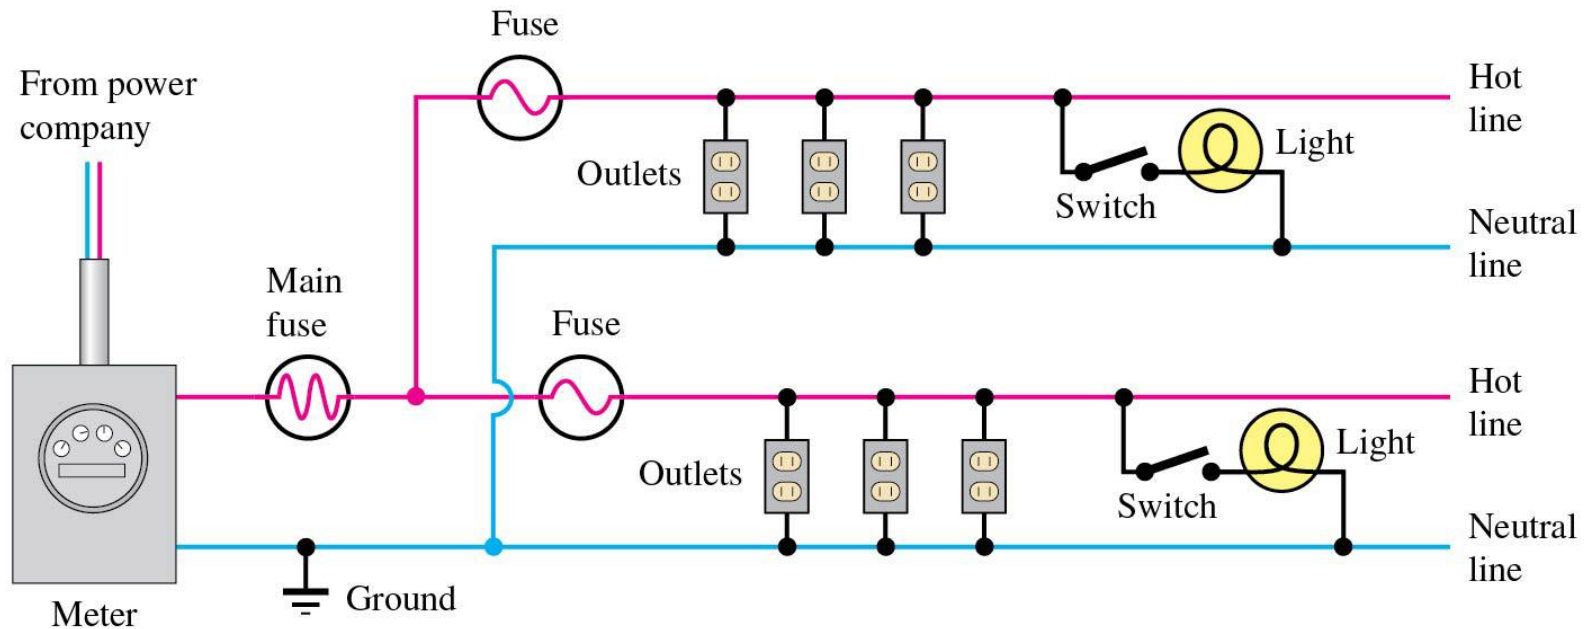 Fuse
From power
company
Hot
line
Outlets
Light
Switch
Neutral
line
Main
fuse
Fuse
Hot
line
Outlets
Light
Switch
Neutral
line
Ground
Meter